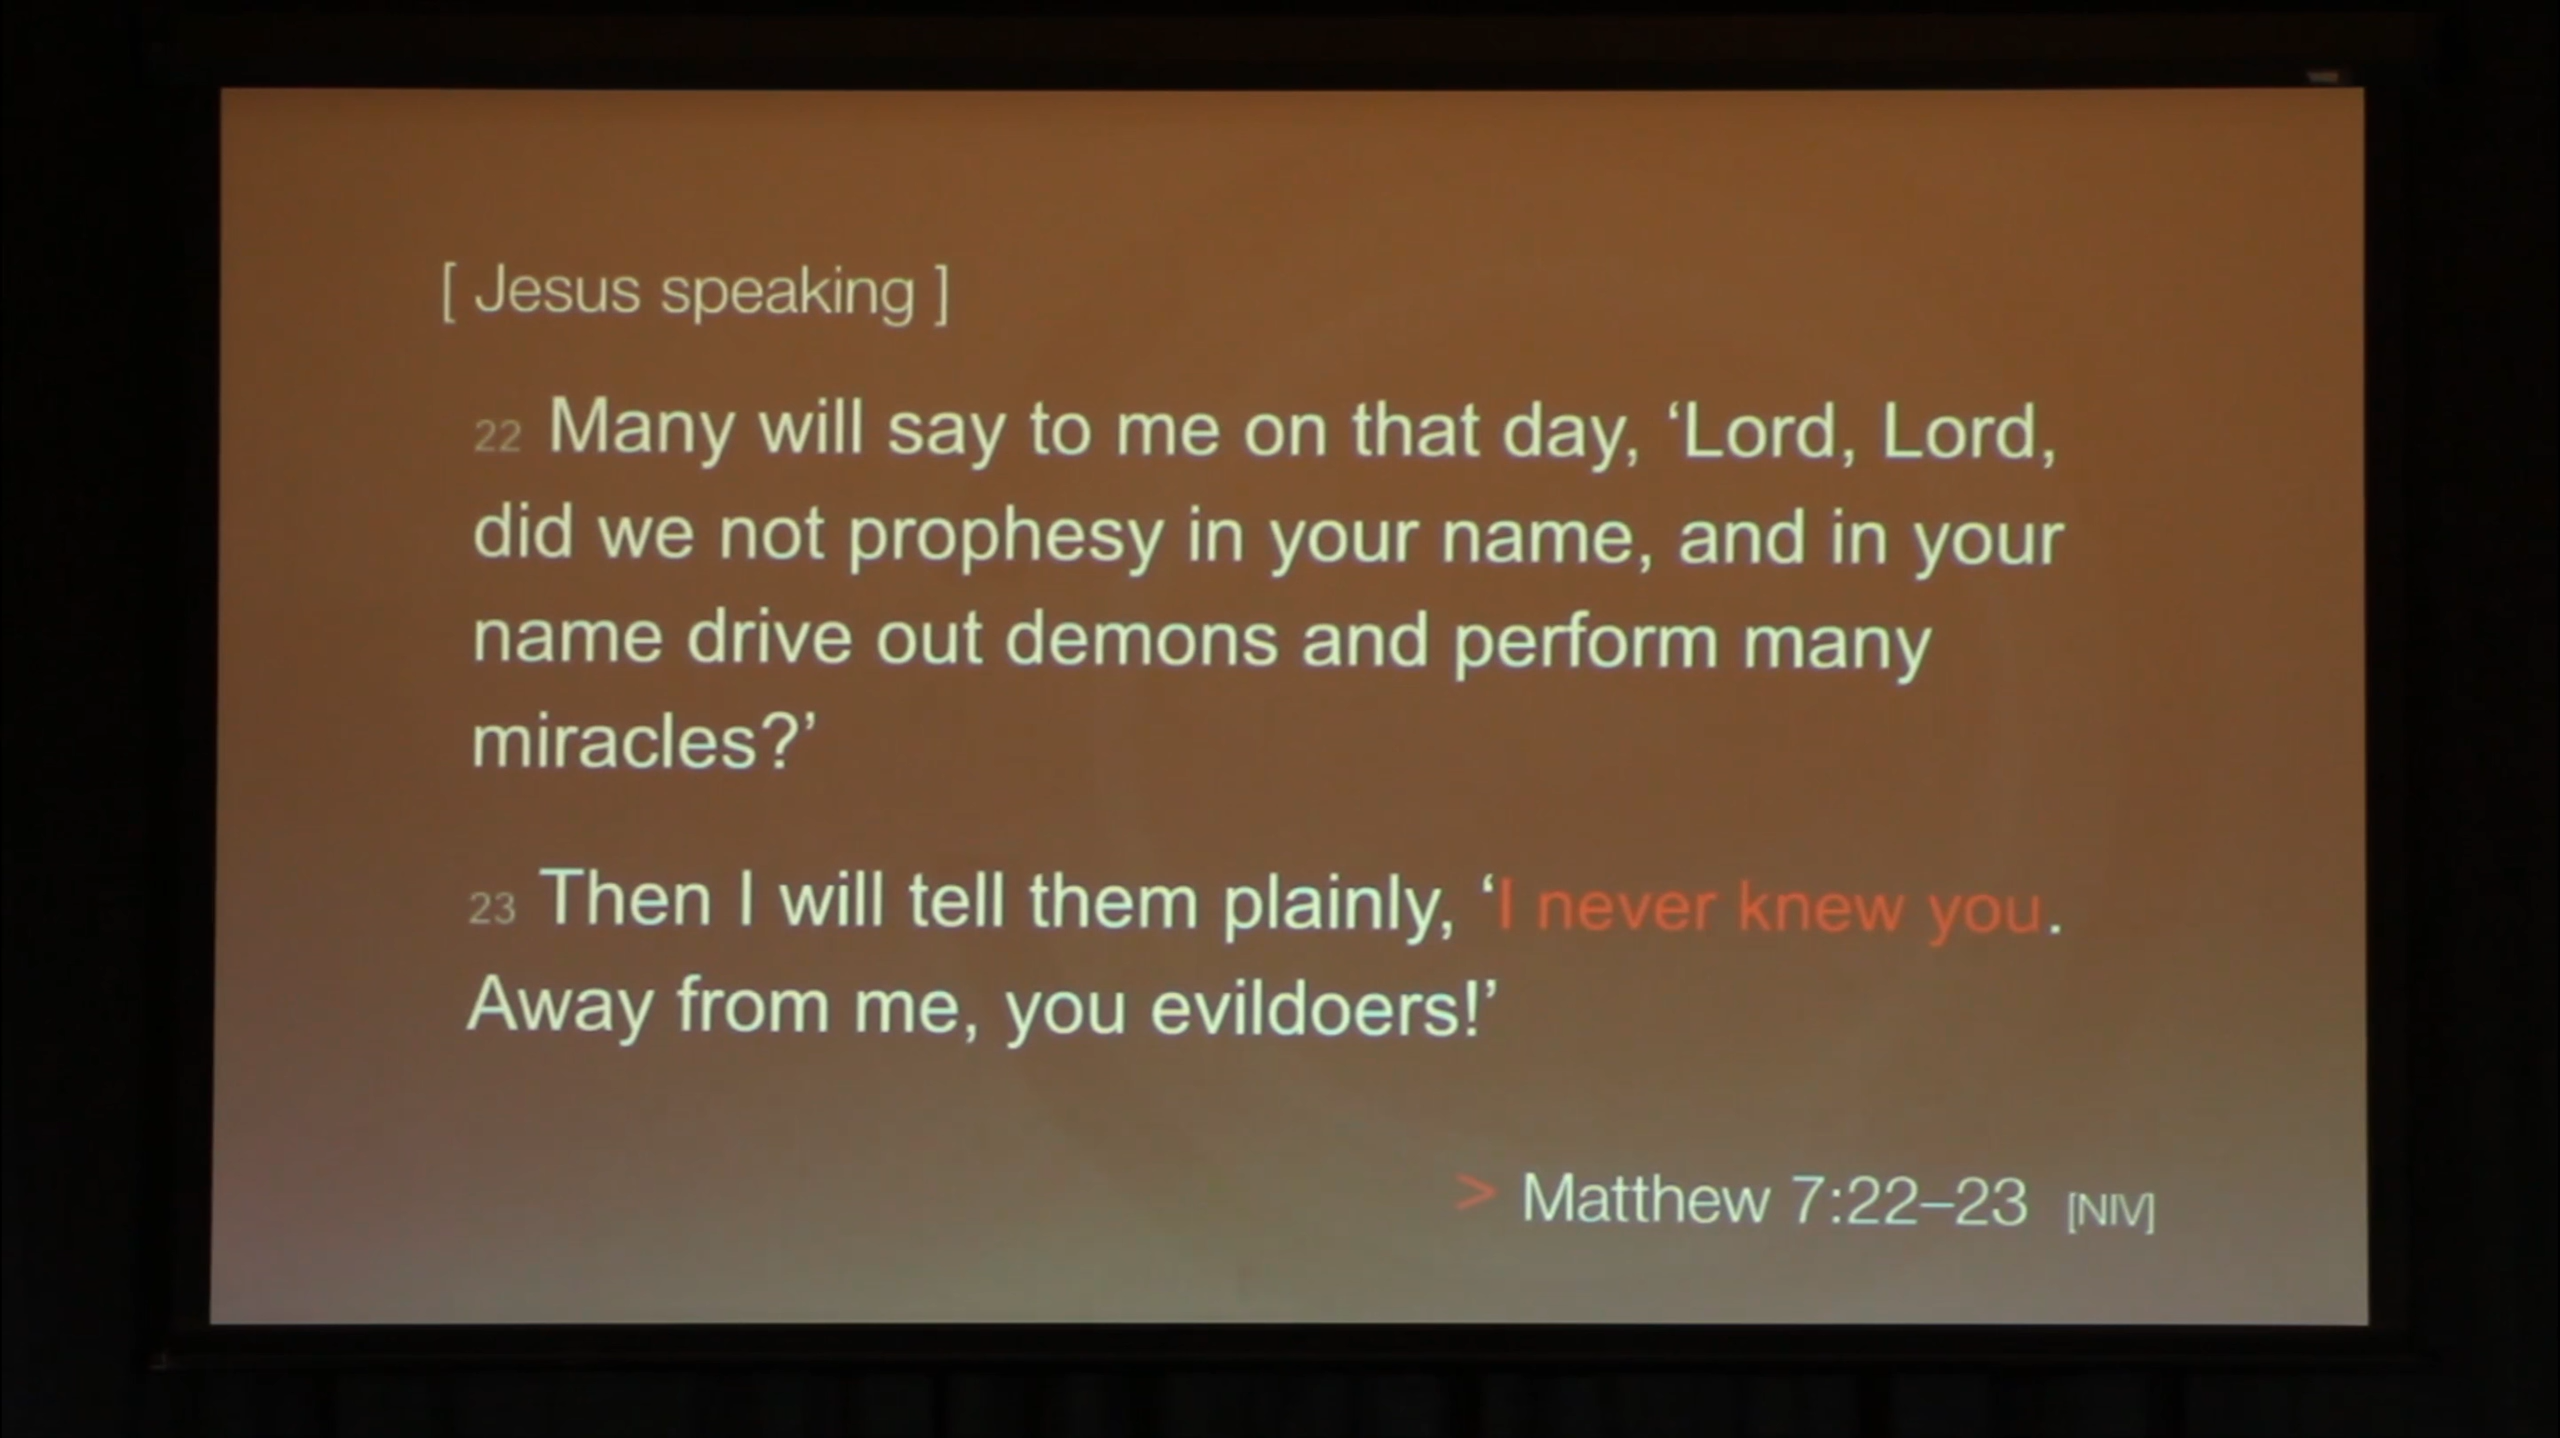 [ Jesus speaking ]
22 Many will say to me on that day, ‘Lord, Lord,
did we not prophesy in your name, and in your
name drive out demons and perform many
miracles?’
23 Then I will tell them plainly, ‘I never knew you.
Away from me, you evildoers!’
> Matthew 7:22–23 [NIV]